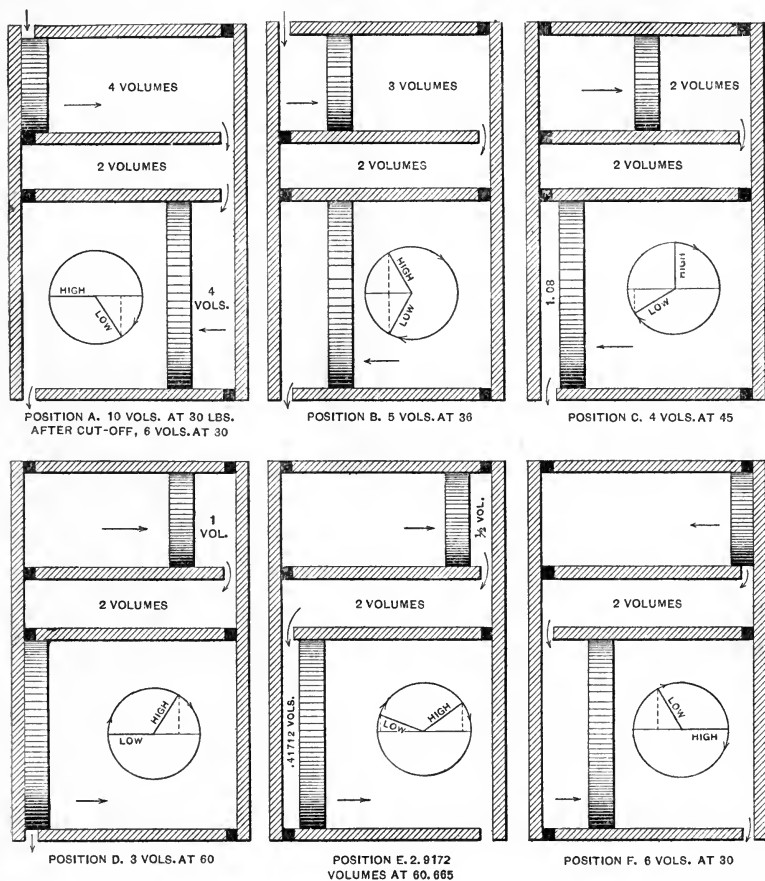 4 VOLUMES
2 VOLUMES
HIGH
LOW
4
VOLS.
POSITION A. 10 VOLS. AT 30 LBS.
AFTER CUT-OFF, 6 VOLS. AT 30
3 VOLUMES
2 VOLUMES
HIGH
LOW
POSITION B. 5 VOLS. AT 36
2 VOLUMES
2 VOLUMES
1.08
HIGH
LOW
POSITION C. 4 VOLS. AT 45
1
VOL.
2 VOLUMES
HIGH
LOW
POSITION D. 3 VOLS. AT 60
½ VOL.
2 VOLUMES
.41712 VOLS.
LOW
HIGH
POSITION E. 2.9172
VOLUMES AT 60.665
2 VOLUMES
LOW
HIGH
POSITION F. 6 VOLS. AT 30